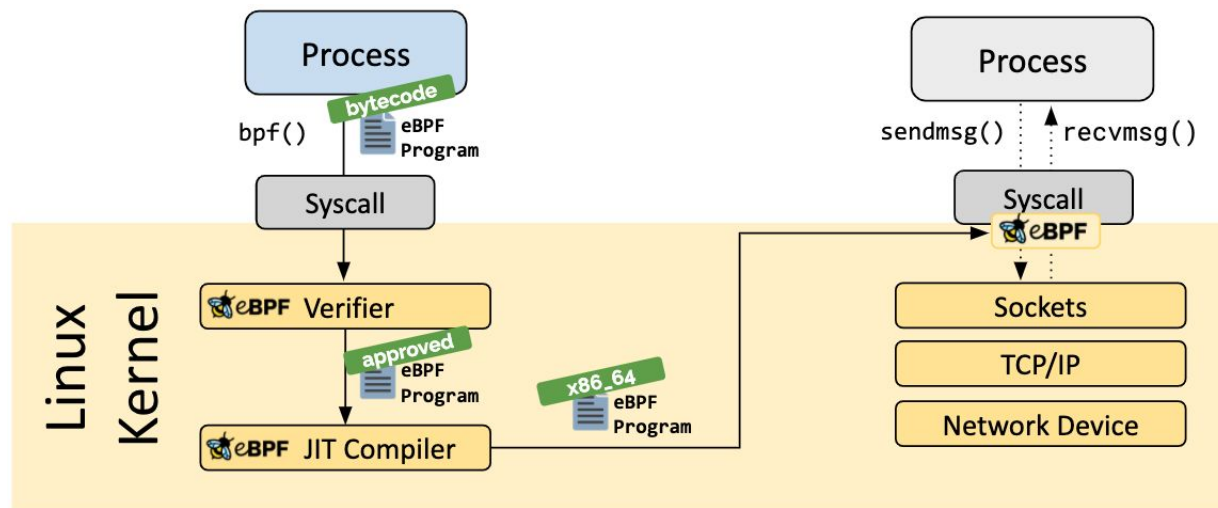 Process
bytecode
bpf()
eBPF
Program
Syscall
Linux
Kernel
eBPF Verifier
approved
eBPF
Program
eBPF JIT Compiler
x86_64
eBPF
Program
Process
sendmsg()
recvmsg()
Syscall
eBPF
Sockets
TCP/IP
Network Device